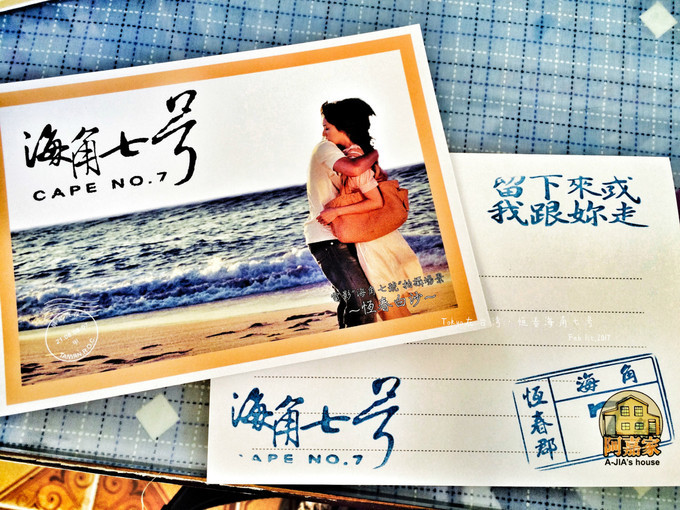 海角七号
CAPE NO.7
電影"海角七號"拍攝場景
~恆春白沙~
留下來或
我跟妳走
海角七号
CAPE NO.7
恆春郡
海角
阿嘉家
A-JIA's house